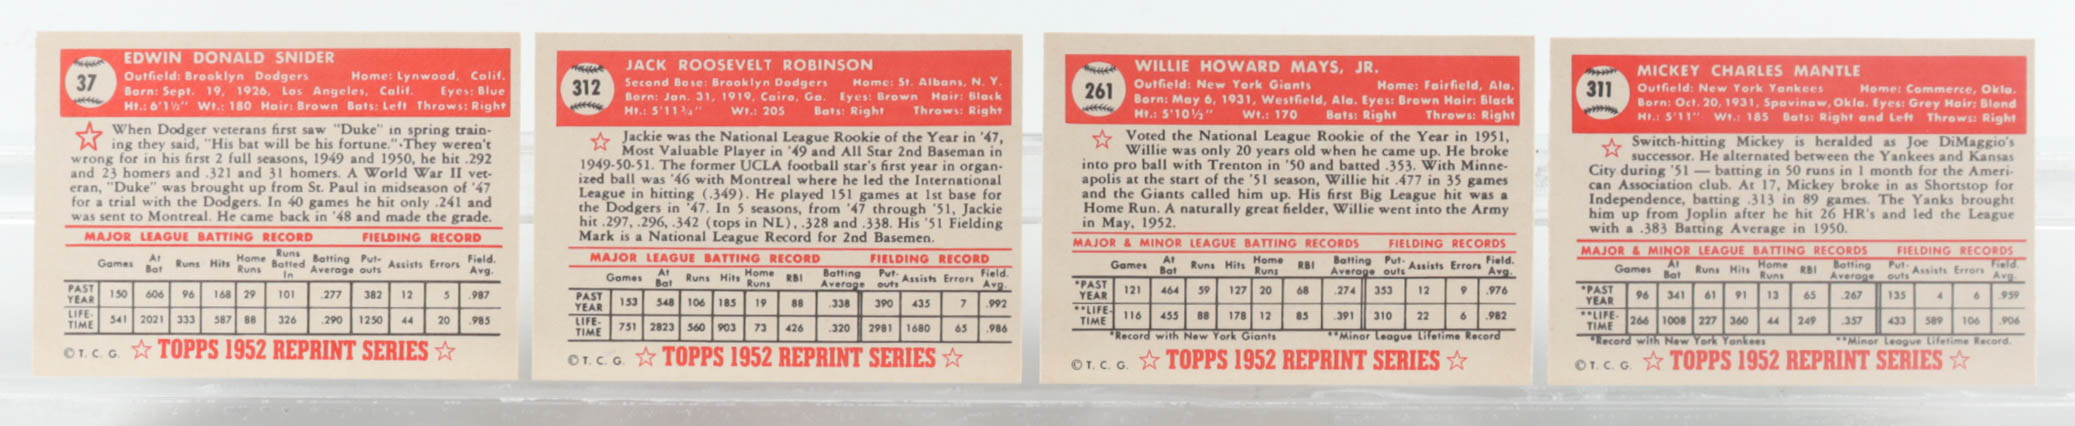 37
EDWIN DONALD SNIDER
Outfield: Brooklyn Dodgers Home: Lynwood, Calif.
Born: Sept. 19, 1926, Los Angeles, Calif. Eyes: Blue
Ht.: 6'1½" Wt.: 180 Hair: Brown Bats: Left Throws: Right
When Dodger veterans first saw "Duke" in spring train-
ing they said, "His bat will be his fortune." They weren't
wrong for in his first 2 full seasons, 1949 and 1950, he hit .292
and 23 homers and .321 and 31 homers. A World War II vet-
eran, "Duke" was brought up from St. Paul in midseason of '47
for a trial with the Dodgers. In 40 games he hit only .241 and
was sent to Montreal. He came back in '48 and made the grade.
MAJOR LEAGUE BATTING RECORD FIELDING RECORD
Games At Bat Runs Hits Home Runs Runs Batted In Batting Average Put-outs Assists Errors Field. Avg.
PAST YEAR 150 606 96 168 29 101 .277 382 12 5 .987
LIFE-TIME 541 2021 333 587 88 326 .290 1250 44 20 .985
© T. C. G. ☆ TOPPS 1952 REPRINT SERIES ☆
312
JACK ROOSEVELT ROBINSON
Second Base: Brooklyn Dodgers Home: St. Albans, N. Y.
Born: Jan. 31, 1919, Cairo, Ga. Eyes: Brown Hair: Black
Ht.: 5'11¾" Wt.: 205 Bats: Right Throws: Right
Jackie was the National League Rookie of the Year in '47,
Most Valuable Player in '49 and All Star 2nd Baseman in
1949-50-51. The former UCLA football star's first year in organ-
ized ball was '46 with Montreal where he led the International
League in hitting (.349). He played 151 games at 1st base for
the Dodgers in '47. In 5 seasons, from '47 through '51, Jackie
hit .297, .296, .342 (tops in NL), .328 and .338. His '51 Fielding
Mark is a National League Record for 2nd Basemen.
MAJOR LEAGUE BATTING RECORD FIELDING RECORD
Games At Bat Runs Hits Home Runs RBI Batting Average Put-outs Assists Errors Field. Avg.
PAST YEAR 153 548 106 185 19 88 .338 390 435 7 .992
LIFE-TIME 751 2823 560 903 73 426 .320 2981 1680 65 .986
© T. C. G. ☆ TOPPS 1952 REPRINT SERIES ☆
261
WILLIE HOWARD MAYS, JR.
Outfield: New York Giants Home: Fairfield, Ala.
Born: May 6, 1931, Westfield, Ala. Eyes: Brown Hair: Black
Ht.: 5'10½" Wt.: 170 Bats: Right Throws: Right
Voted the National League Rookie of the Year in 1951,
Willie was only 20 years old when he came up. He broke
into pro ball with Trenton in '50 and batted .353. With Minne-
apolis at the start of the '51 season, Willie hit .477 in 35 games
and the Giants called him up. His first Big League hit was a
Home Run. A naturally great fielder, Willie went into the Army
in May, 1952.
MAJOR & MINOR LEAGUE BATTING RECORDS FIELDING RECORDS
Games At Bat Runs Hits Home Runs RBI Batting Average Put-outs Assists Errors Field. Avg.
*PAST YEAR 121 464 59 127 20 68 .274 353 12 9 .976
**LIFE-TIME 116 455 88 178 12 85 .391 310 22 6 .982
*Record with New York Giants **Minor League Lifetime Record
© T. C. G. ☆ TOPPS 1952 REPRINT SERIES ☆
311
MICKEY CHARLES MANTLE
Outfield: New York Yankees Home: Commerce, Okla.
Born: Oct. 20, 1931, Spavinaw, Okla. Eyes: Grey Hair: Blond
Ht.: 5'11" Wt.: 185 Bats: Right and Left Throws: Right
Switch-hitting Mickey is heralded as Joe DiMaggio's
successor. He alternated between the Yankees and Kansas
City during '51 — batting in 50 runs in 1 month for the Ameri-
can Association club. At 17, Mickey broke in as Shortstop for
Independence, batting .313 in 89 games. The Yanks brought
him up from Joplin after he hit 26 HR's and led the League
with a .383 Batting Average in 1950.
MAJOR & MINOR LEAGUE BATTING RECORDS FIELDING RECORDS
Games At Bat Runs Hits Home Runs RBI Batting Average Put-outs Assists Errors Field. Avg.
*PAST YEAR 96 341 61 91 13 65 .267 135 4 6 .959
**LIFE-TIME 266 1008 227 360 44 249 .357 433 589 106 .906
*Record with New York Yankees **Minor League Lifetime Record.
© T. C. G. ☆ TOPPS 1952 REPRINT SERIES ☆